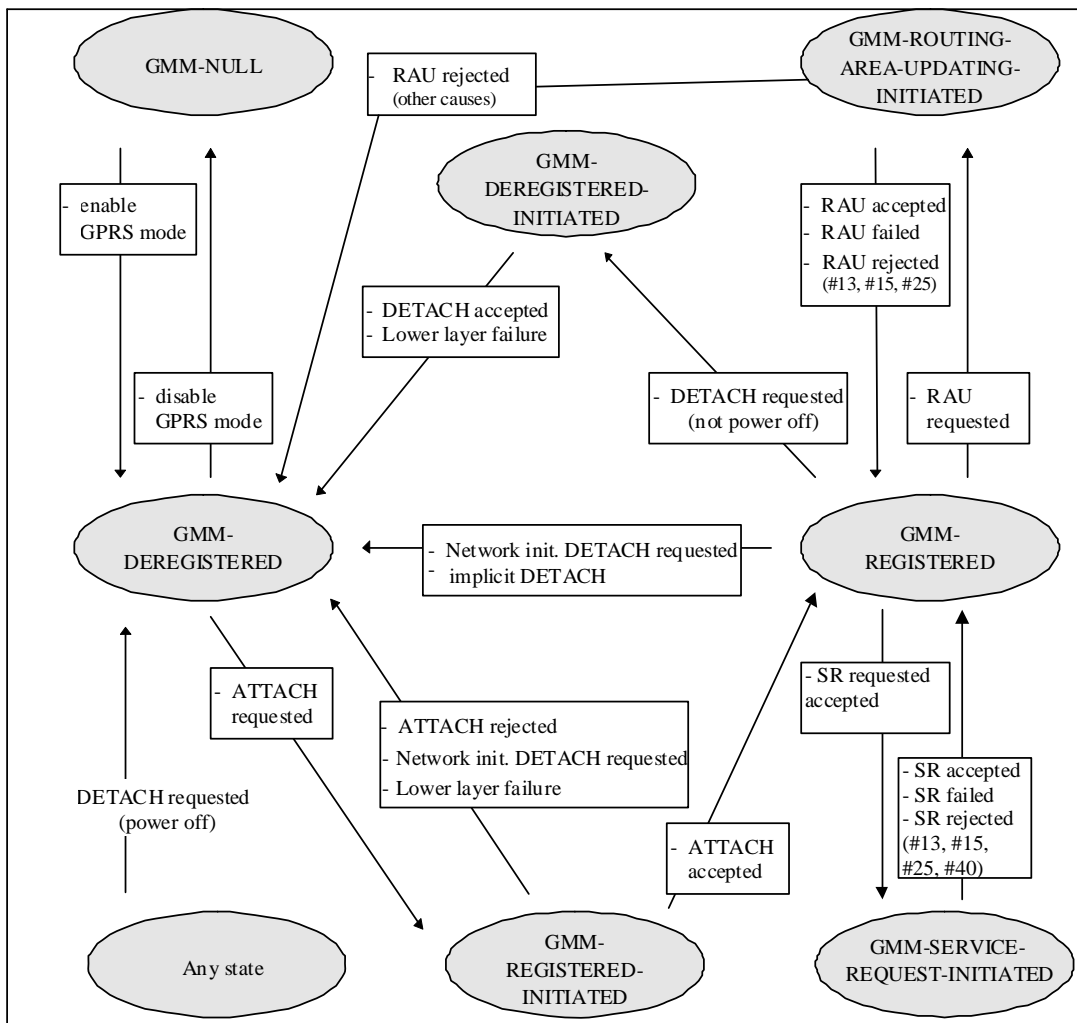 GMM-NULL
GMM-ROUTING-
AREA-UPDATING-
INITIATED
- RAU rejected
(other causes)
GMM-
DEREGISTERED-
INITIATED
- enable
GPRS mode
- RAU accepted
- RAU failed
- RAU rejected
(#13, #15, #25)
- DETACH accepted
- Lower layer failure
- disable
GPRS mode
- DETACH requested
(not power off)
- RAU
requested
GMM-
DEREGISTERED
- Network init. DETACH requested
- implicit DETACH
GMM-
REGISTERED
- ATTACH
requested
- ATTACH rejected
- Network init. DETACH requested
- Lower layer failure
- SR requested
accepted
DETACH requested
(power off)
- ATTACH
accepted
- SR accepted
- SR failed
- SR rejected
(#13, #15,
#25, #40)
Any state
GMM-
REGISTERED-
INITIATED
GMM-SERVICE-
REQUEST-INITIATED